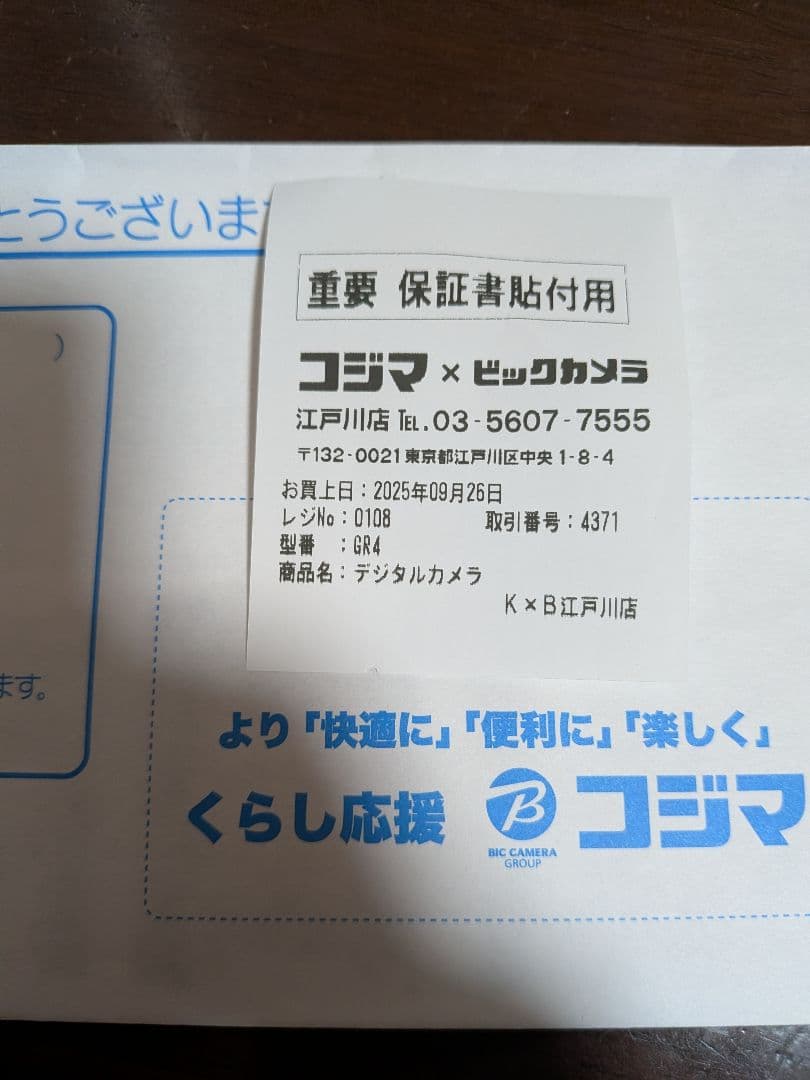 とうございます
重要 保証書貼付用
コジマ×ビックカメラ
江戸川店 TEL.03-5607-7555
〒132-0021 東京都江戸川区中央1-8-4
お買上日：2025年09月26日
レジNo：0108 取引番号：4371
型番 ：GR4
商品名：デジタルカメラ
K×B江戸川店
）
ます。
より「快適に」「便利に」「楽しく」
くらし応援 B コジマ
BIC CAMERA
GROUP